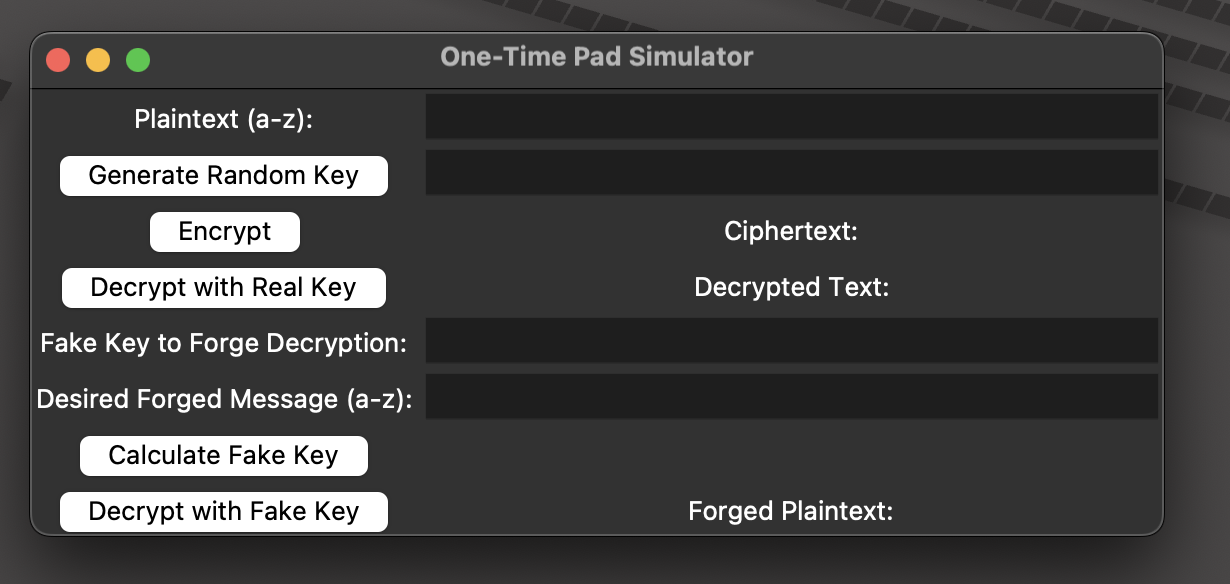 One-Time Pad Simulator
Plaintext (a-z):
Generate Random Key
Encrypt Ciphertext:
Decrypt with Real Key Decrypted Text:
Fake Key to Forge Decryption:
Desired Forged Message (a-z):
Calculate Fake Key
Decrypt with Fake Key Forged Plaintext: